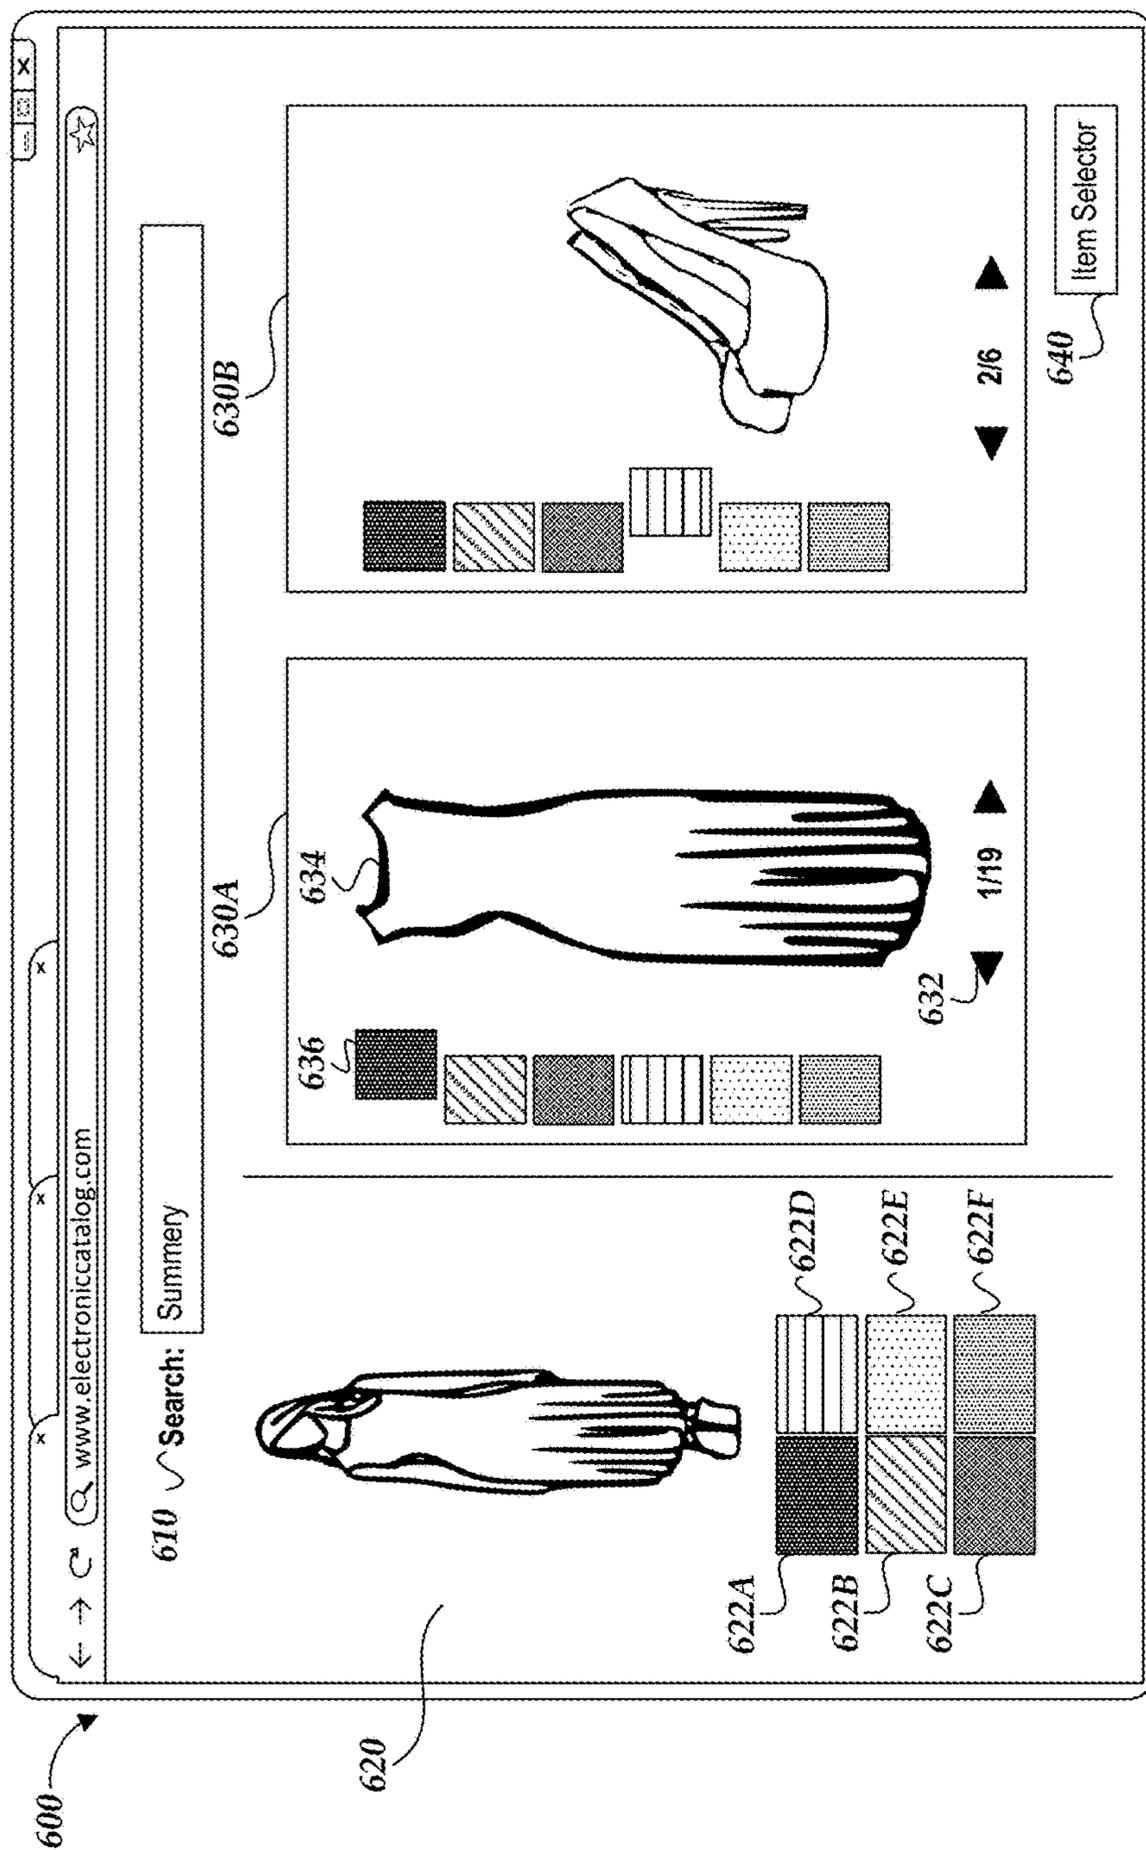 600
x
x
x
www.electroniccatalog.com
X
610
Search:
Summery
620
630A
630B
636
634
632
1/19
2/6
622A
622D
622B
622E
622C
622F
640
Item Selector